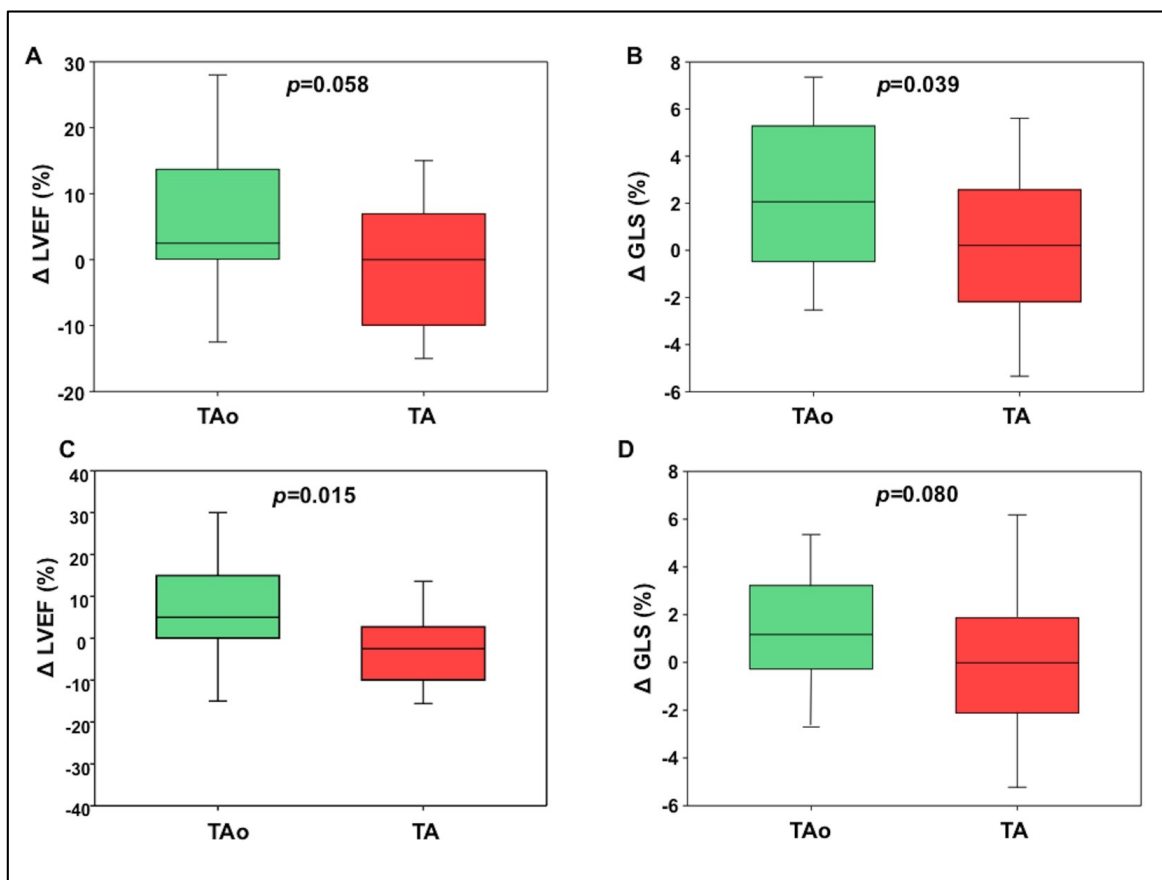 A
p=0.058
Δ LVEF (%)
30
20
10
0
-10
-20
TAo TA
B
p=0.039
Δ GLS (%)
8
6
4
2
0
-2
-4
-6
TAo TA
C
p=0.015
Δ LVEF (%)
40
30
20
10
0
-10
-20
-30
-40
TAo TA
D
p=0.080
Δ GLS (%)
8
6
4
2
0
-2
-4
-6
TAo TA